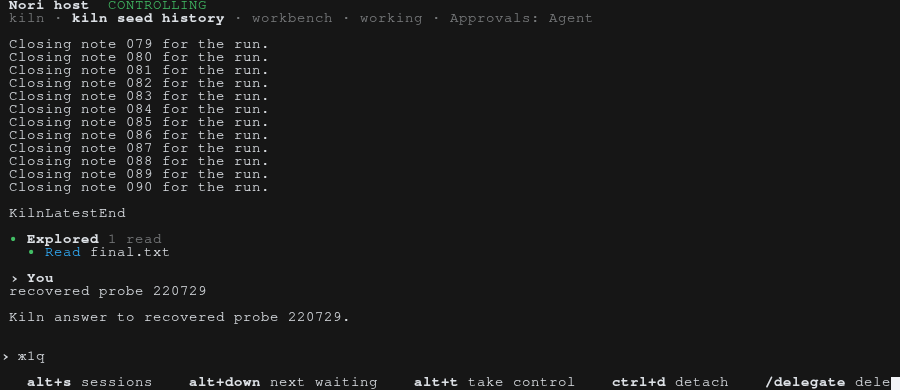 Nori host CONTROLLING
kiln · kiln seed history · workbench · working · Approvals: Agent
Closing note 079 for the run.
Closing note 080 for the run.
Closing note 081 for the run.
Closing note 082 for the run.
Closing note 083 for the run.
Closing note 084 for the run.
Closing note 085 for the run.
Closing note 086 for the run.
Closing note 087 for the run.
Closing note 088 for the run.
Closing note 089 for the run.
Closing note 090 for the run.
KilnLatestEnd
• Explored 1 read
• Read final.txt
› You
recovered probe 220729
Kiln answer to recovered probe 220729.
› ж1q
alt+s sessions alt+down next waiting alt+t take control ctrl+d detach /delegate dele